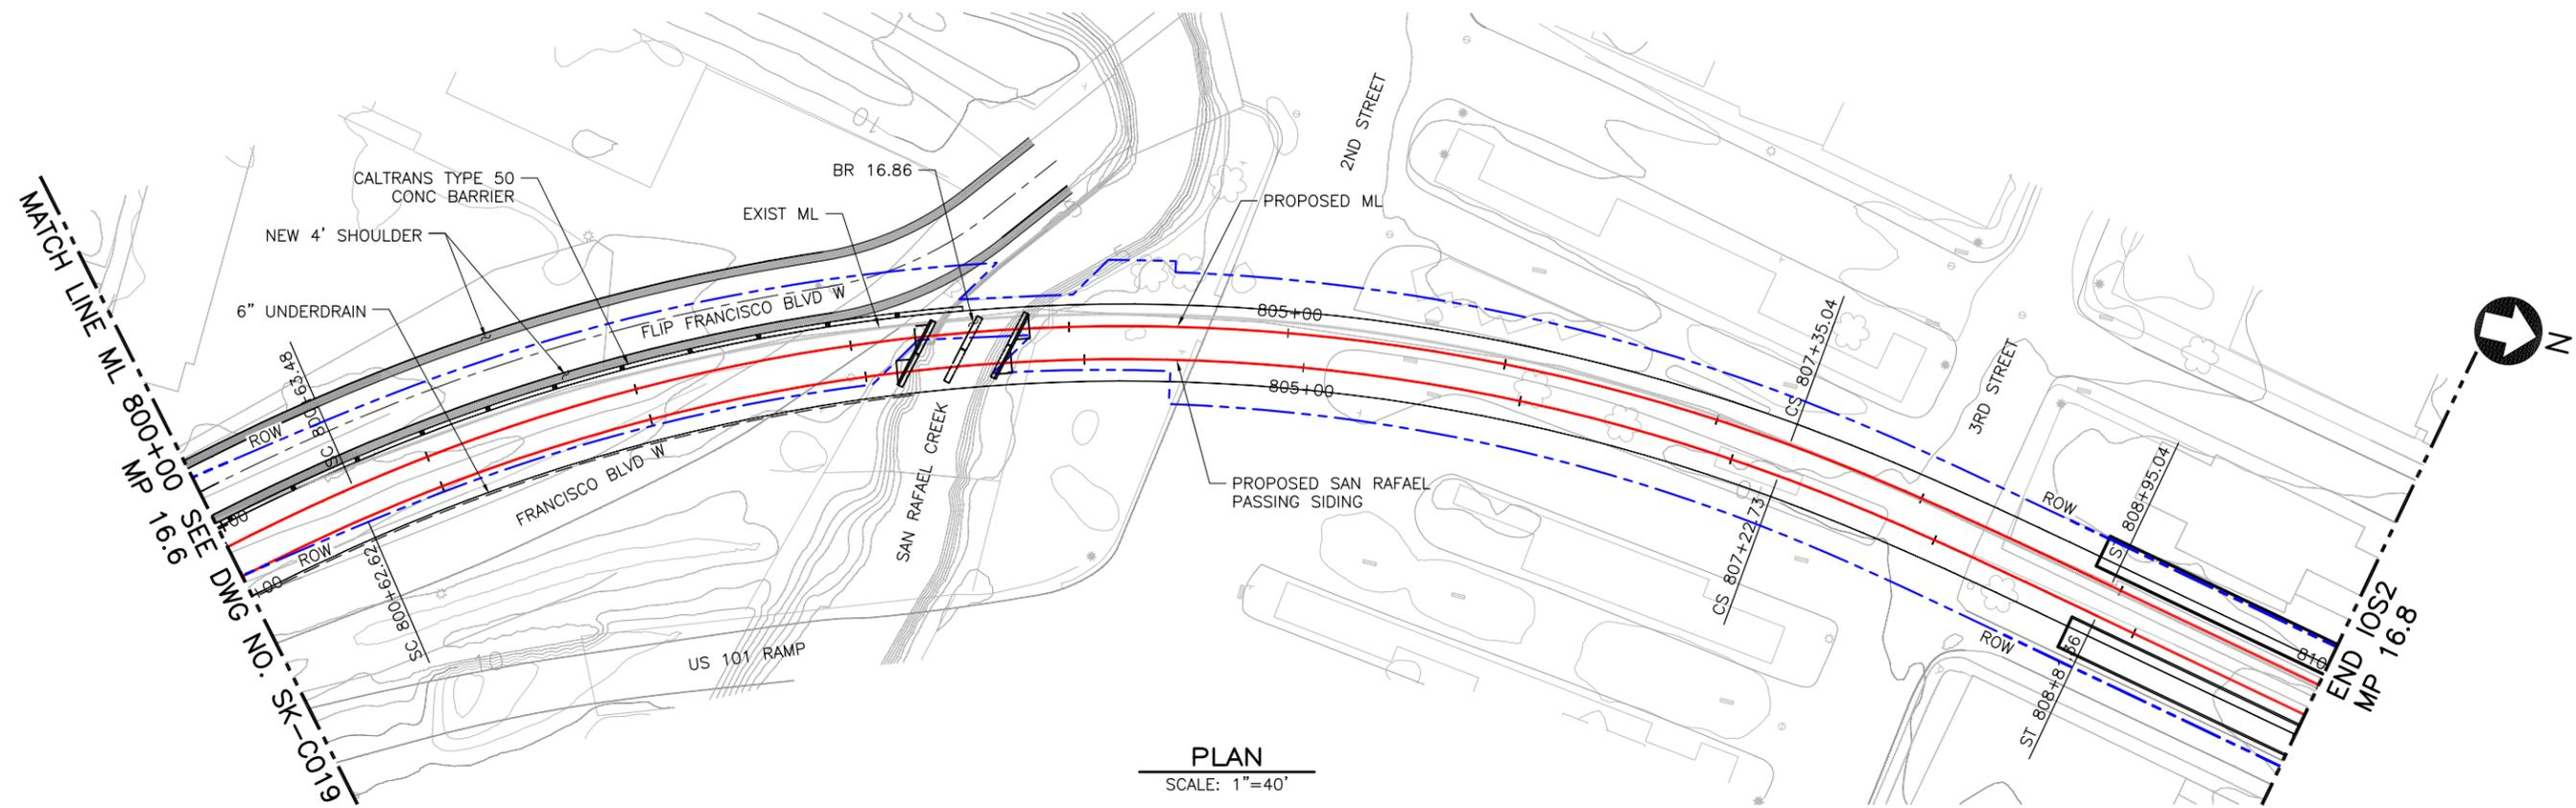 MATCH LINE ML 800+00 SEE DWG NO. SK-C019
MP 16.6
CALTRANS TYPE 50
CONC BARRIER
NEW 4' SHOULDER
6" UNDERDRAIN
EXIST ML
BR 16.86
FLIP FRANCISCO BLVD W
ROW
SC 800+63.48
ROW
SC 800+62.62
FRANCISCO BLVD W
SAN RAFAEL CREEK
US 101 RAMP
10
10
2ND STREET
PROPOSED ML
805+00
805+00
PROPOSED SAN RAFAEL
PASSING SIDING
CS 807+35.04
CS 807+22.73
3RD STREET
ROW
ROW
808+95.04
810
END IOS2
MP 16.8
N
PLAN
SCALE: 1"=40'